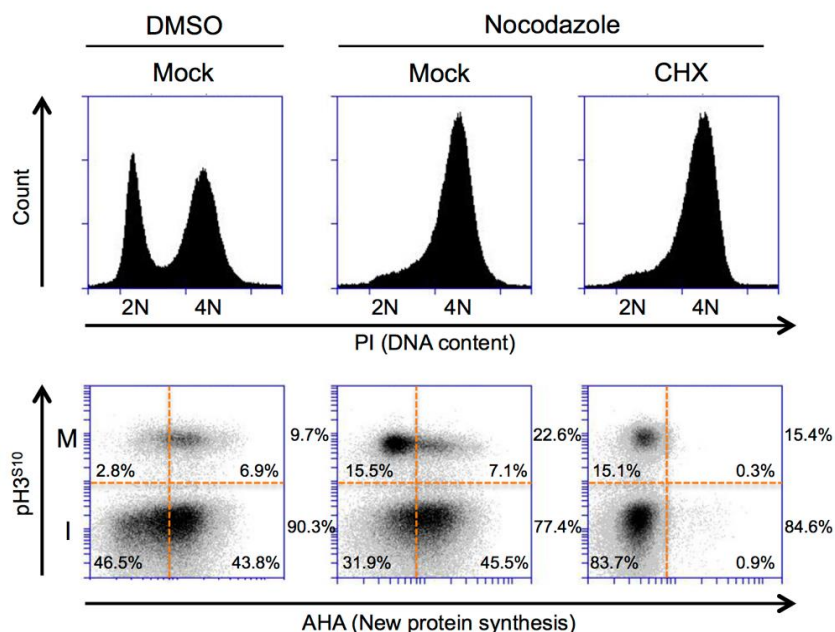 DMSO Nocodazole
Mock Mock CHX
Count
2N 4N 2N 4N 2N 4N
PI (DNA content)
pH3S10
M 2.8% 6.9% 9.7% 15.5% 7.1% 22.6% 15.1% 0.3% 15.4%
I 46.5% 43.8% 90.3% 31.9% 45.5% 77.4% 83.7% 0.9% 84.6%
AHA (New protein synthesis)